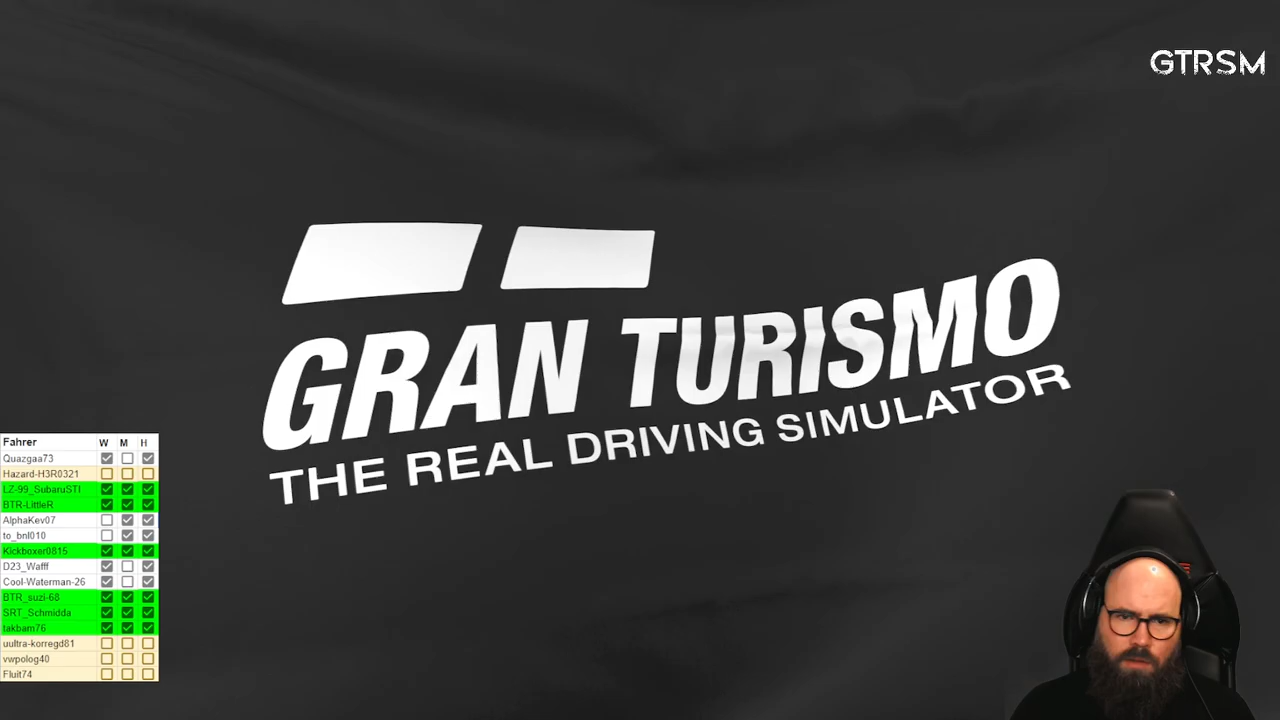 GTRSM
GRAN TURISMO
THE REAL DRIVING SIMULATOR
Fahrer W M H
Quazgaa73
Hazard-H3R0321
LZ-99_SubaruSTI
BTR-LittleR
AlphaKev07
to_bnl010
Kickboxer0815
D23_Wafff
Cool-Waterman-26
BTR_suzi-68
SRT_Schmidda
takbam76
uultra-korregd81
vwpolog40
Fluit74